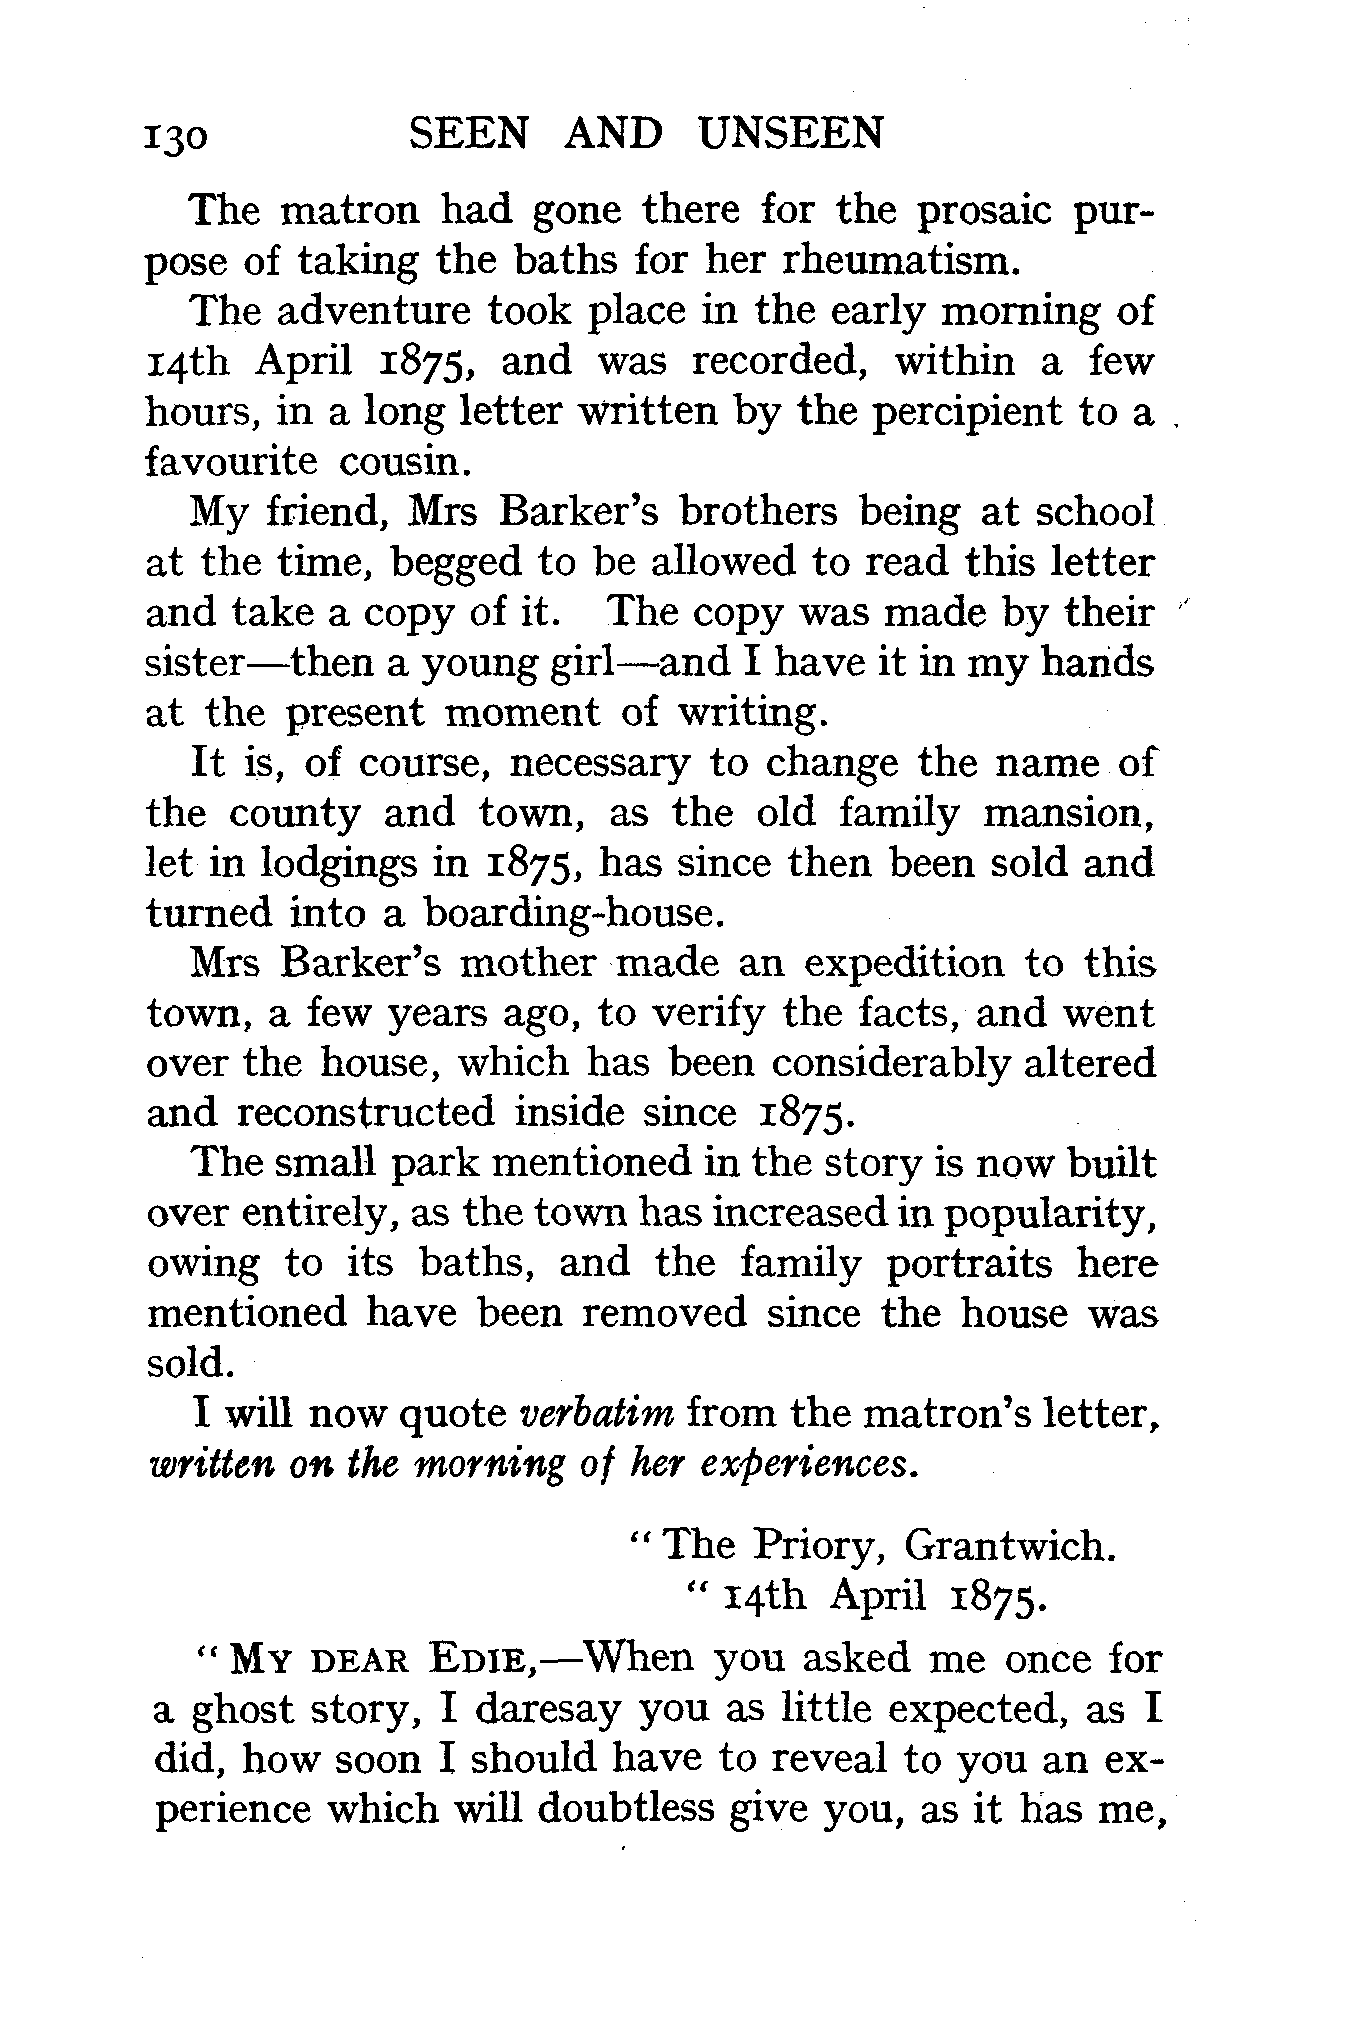 130 SEEN AND UNSEEN
The matron had gone there for the prosaic pur-
pose of taking the baths for her rheumatism.
The adventure took place in the early morning of
14th April 1875, and was recorded, within a few
hours, in a long letter written by the percipient to a
favourite cousin.
My friend, Mrs Barker's brothers being at school
at the time, begged to be allowed to read this letter
and take a copy of it. The copy was made by their
sister—then a young girl—and I have it in my hands
at the present moment of writing.
It is, of course, necessary to change the name of
the county and town, as the old family mansion,
let in lodgings in 1875, has since then been sold and
turned into a boarding-house.
Mrs Barker's mother made an expedition to this
town, a few years ago, to verify the facts, and went
over the house, which has been considerably altered
and reconstructed inside since 1875.
The small park mentioned in the story is now built
over entirely, as the town has increased in popularity,
owing to its baths, and the family portraits here
mentioned have been removed since the house was
sold.
I will now quote verbatim from the matron's letter,
written on the morning of her experiences.
“The Priory, Grantwich.
“14th April 1875.
“MY DEAR EDIE,—When you asked me once for
a ghost story, I daresay you as little expected, as I
did, how soon I should have to reveal to you an ex-
perience which will doubtless give you, as it has me,